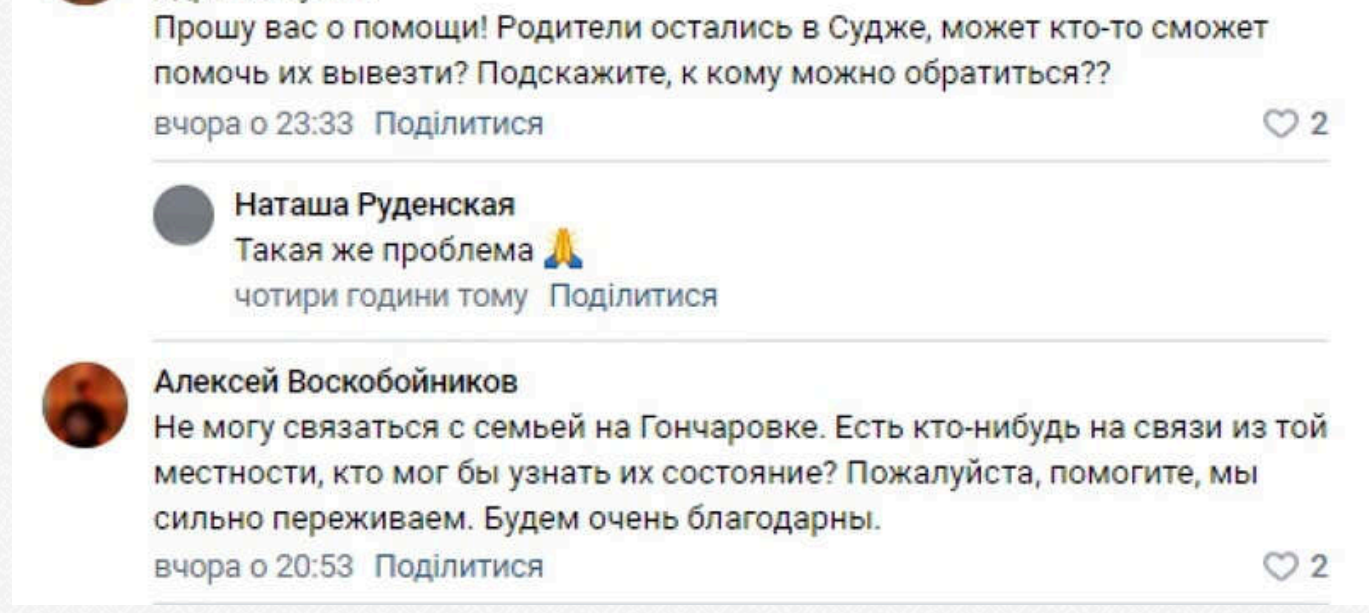 Прошу вас о помощи! Родители остались в Судже, может кто-то сможет
помочь их вывезти? Подскажите, к кому можно обратиться??
вчора о 23:33 Поділитися 2
Наташа Руденская
Такая же проблема 🙏
чотири години тому Поділитися
Алексей Воскобойников
Не могу связаться с семьей на Гончаровке. Есть кто-нибудь на связи из той
местности, кто мог бы узнать их состояние? Пожалуйста, помогите, мы
сильно переживаем. Будем очень благодарны.
вчора о 20:53 Поділитися 2